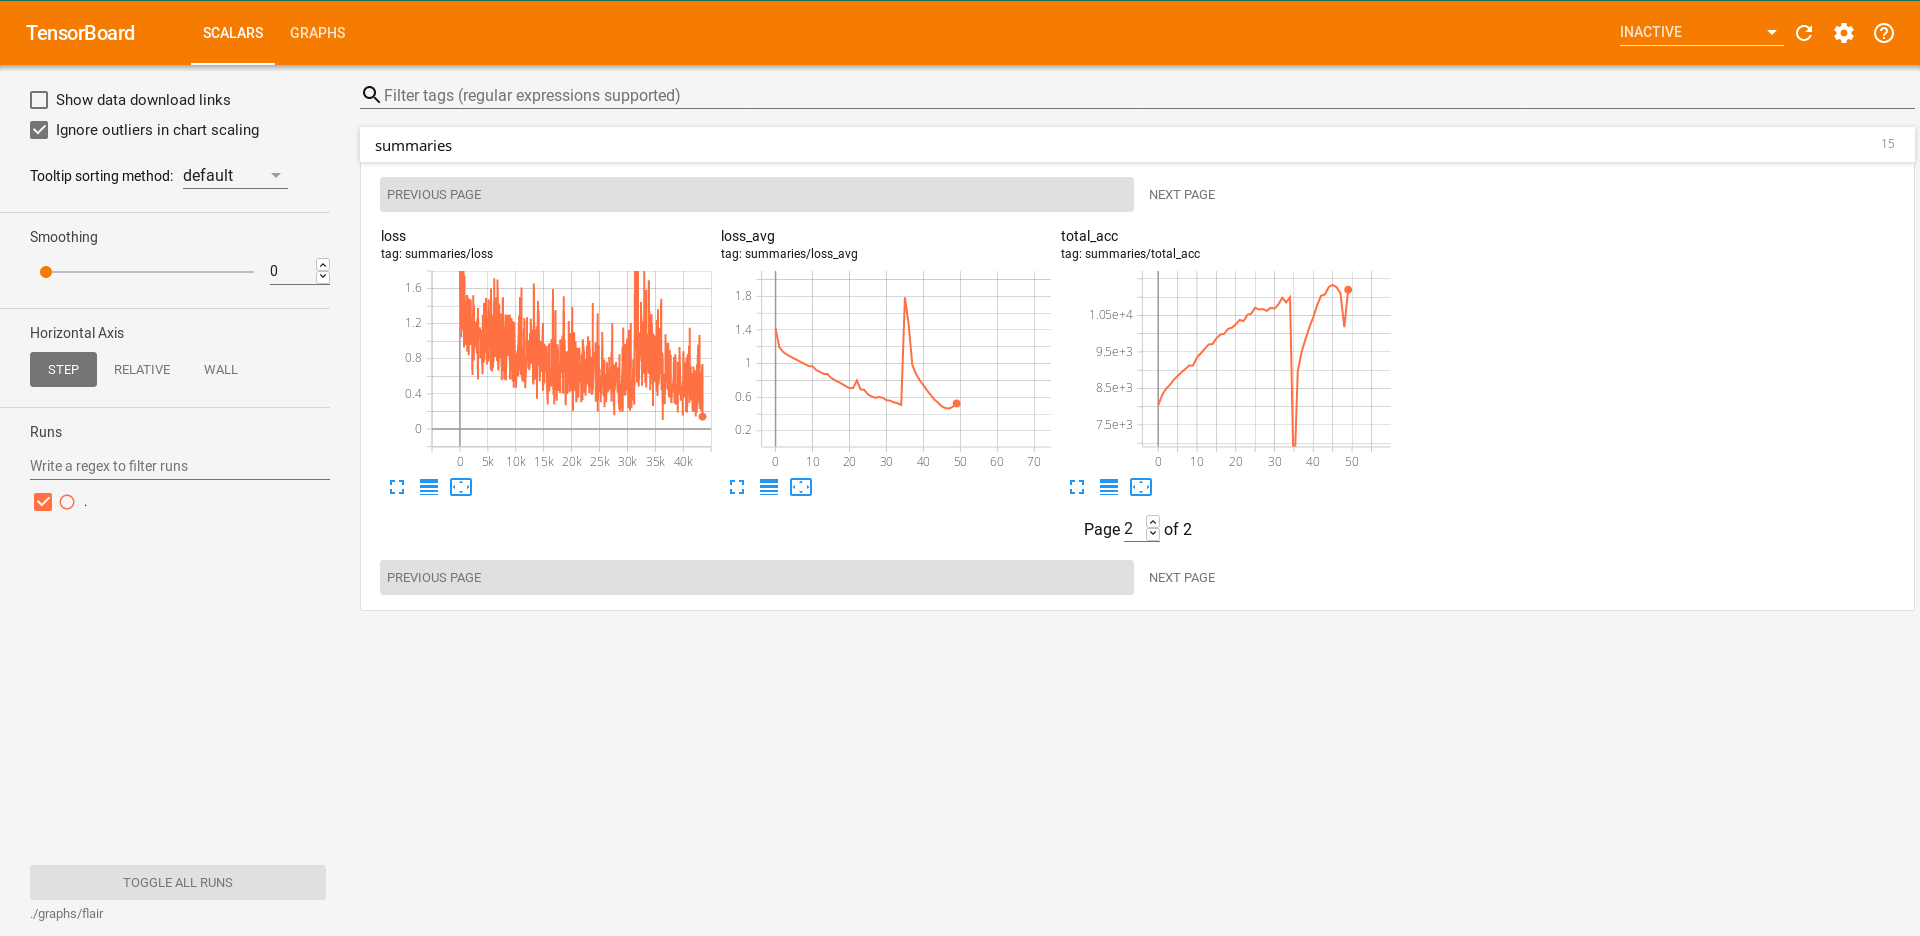 TensorBoard
SCALARS
GRAPHS
INACTIVE
Show data download links
Ignore outliers in chart scaling
Tooltip sorting method: default
Smoothing
0
Horizontal Axis
STEP RELATIVE WALL
Runs
Write a regex to filter runs
.
TOGGLE ALL RUNS
./graphs/flair
Filter tags (regular expressions supported)
summaries
15
PREVIOUS PAGE
NEXT PAGE
loss
tag: summaries/loss
1.6
1.2
0.8
0.4
0
0 5k 10k 15k 20k 25k 30k 35k 40k
loss_avg
tag: summaries/loss_avg
1.8
1.4
1
0.6
0.2
0 10 20 30 40 50 60 70
total_acc
tag: summaries/total_acc
1.05e+4
9.5e+3
8.5e+3
7.5e+3
0 10 20 30 40 50
Page 2 of 2
PREVIOUS PAGE
NEXT PAGE